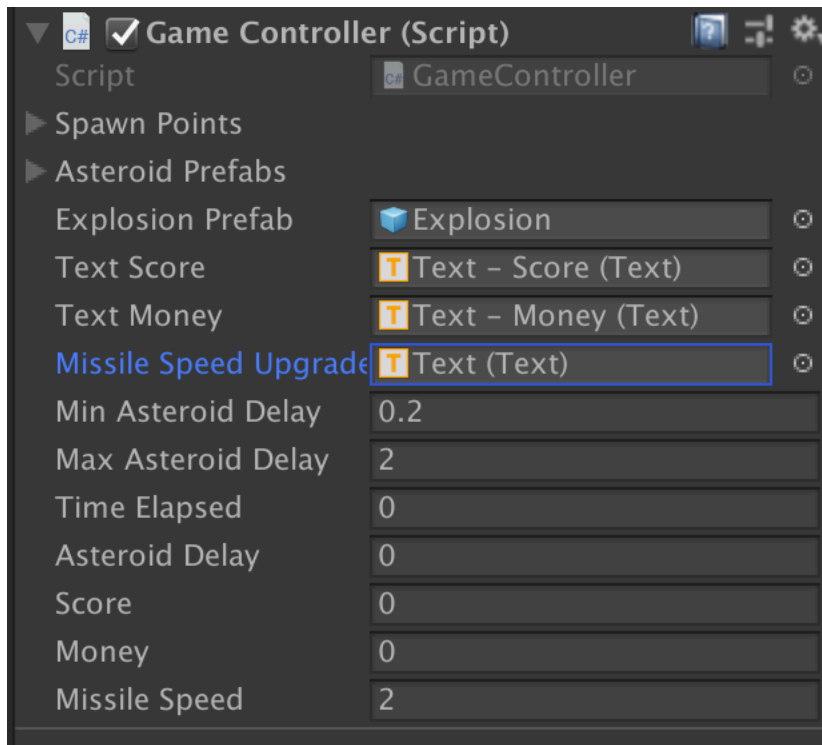 C# Game Controller (Script)
Script C# GameController
Spawn Points
Asteroid Prefabs
Explosion Prefab Explosion
Text Score T Text - Score (Text)
Text Money T Text - Money (Text)
Missile Speed Upgrade T Text (Text)
Min Asteroid Delay 0.2
Max Asteroid Delay 2
Time Elapsed 0
Asteroid Delay 0
Score 0
Money 0
Missile Speed 2